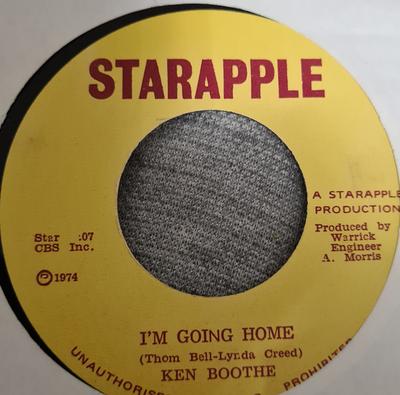 STARAPPLE
A STARAPPLE
PRODUCTION
Produced by
Warrick
Engineer
A. Morris
Star :07
CBS Inc.
Ⓟ 1974
I'M GOING HOME
(Thom Bell-Lynda Creed)
KEN BOOTHE
UNAUTHORISE PROHIBITED